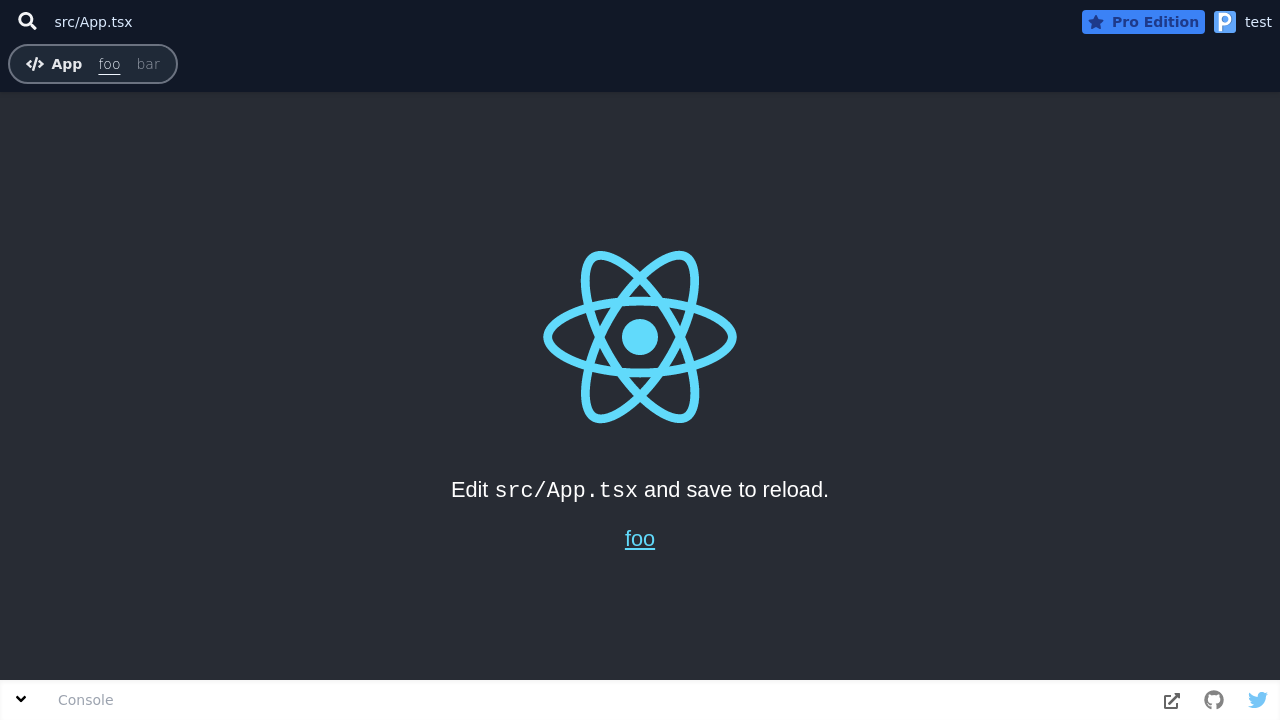 src/App.tsx
Pro Edition
test
App foo bar
Edit src/App.tsx and save to reload.
foo
Console